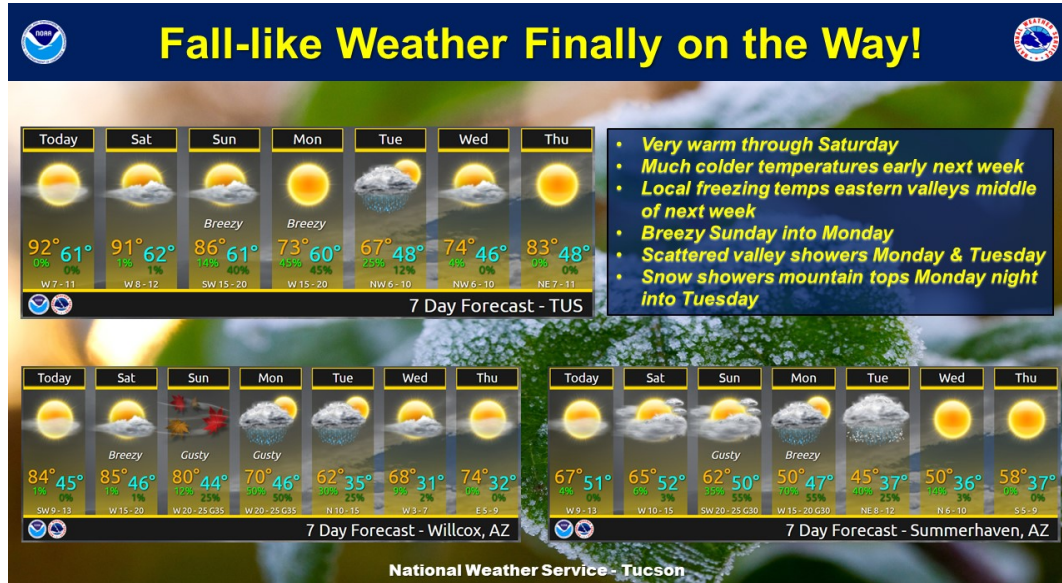 Fall-like Weather Finally on the Way!
Today Sat Sun Mon Tue Wed Thu
Breezy Breezy
92° 61° 91° 62° 86° 61° 73° 60° 67° 48° 74° 46° 83° 48°
0% 0% 1% 1% 14% 40% 45% 45% 25% 12% 4% 0% 0% 0%
W 7 - 11 W 8 - 12 SW 15 - 20 W 15 - 20 NW 6 - 10 NW 6 - 10 NE 7 - 11
7 Day Forecast - TUS
• Very warm through Saturday
• Much colder temperatures early next week
• Local freezing temps eastern valleys middle
of next week
• Breezy Sunday into Monday
• Scattered valley showers Monday & Tuesday
• Snow showers mountain tops Monday night
into Tuesday
Today Sat Sun Mon Tue Wed Thu
Breezy Gusty Gusty
84° 45° 85° 46° 80° 44° 70° 46° 62° 35° 68° 31° 74° 32°
1% 0% 1% 1% 12% 25% 50% 50% 30% 25% 9% 2% 0% 0%
SW 9 - 13 W 15 - 20 W 20 - 25 G35 W 20 - 25 G35 N 10 - 15 W 3 - 7 E 5 - 9
7 Day Forecast - Willcox, AZ
Today Sat Sun Mon Tue Wed Thu
Gusty Breezy
67° 51° 65° 52° 62° 50° 50° 47° 45° 37° 50° 36° 58° 37°
4% 0% 6% 3% 35% 55% 70% 55% 40% 25% 14% 3% 0% 0%
W 9 - 13 W 10 - 15 SW 20 - 25 G30 W 15 - 20 G30 NE 8 - 12 N 6 - 10 S 5 - 9
7 Day Forecast - Summerhaven, AZ
National Weather Service - Tucson